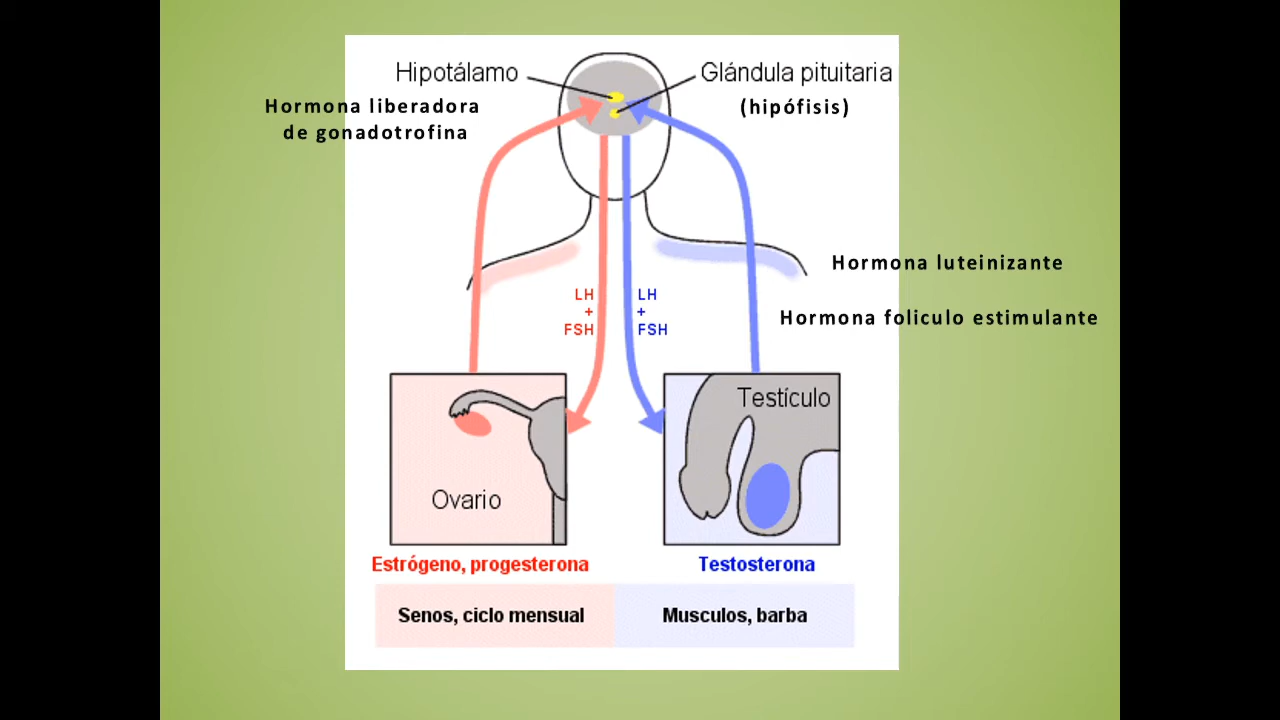 Hipotálamo
Glándula pituitaria
Hormona liberadora
de gonadotrofina
(hipófisis)
Hormona luteinizante
LH
+
FSH
LH
+
FSH
Hormona foliculo estimulante
Testículo
Ovario
Estrógeno, progesterona
Testosterona
Senos, ciclo mensual
Musculos, barba